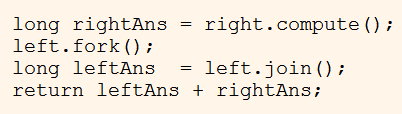 long rightAns = right.compute();
left.fork();
long leftAns  = left.join();
return leftAns + rightAns;